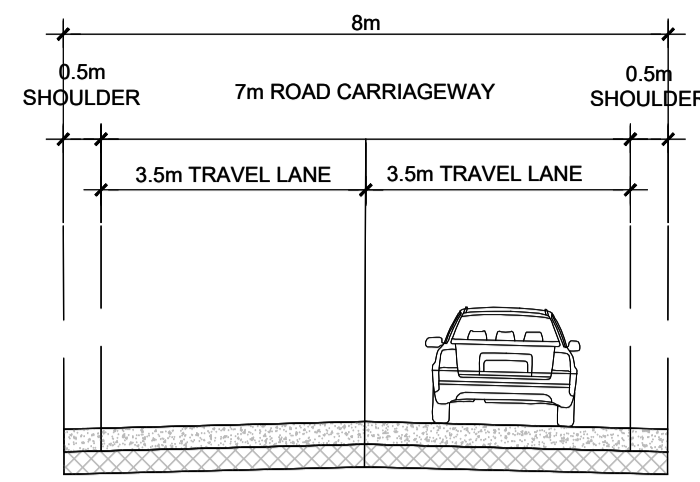 8m
0.5m
SHOULDER
7m ROAD CARRIAGEWAY
0.5m
SHOULDER
3.5m TRAVEL LANE
3.5m TRAVEL LANE